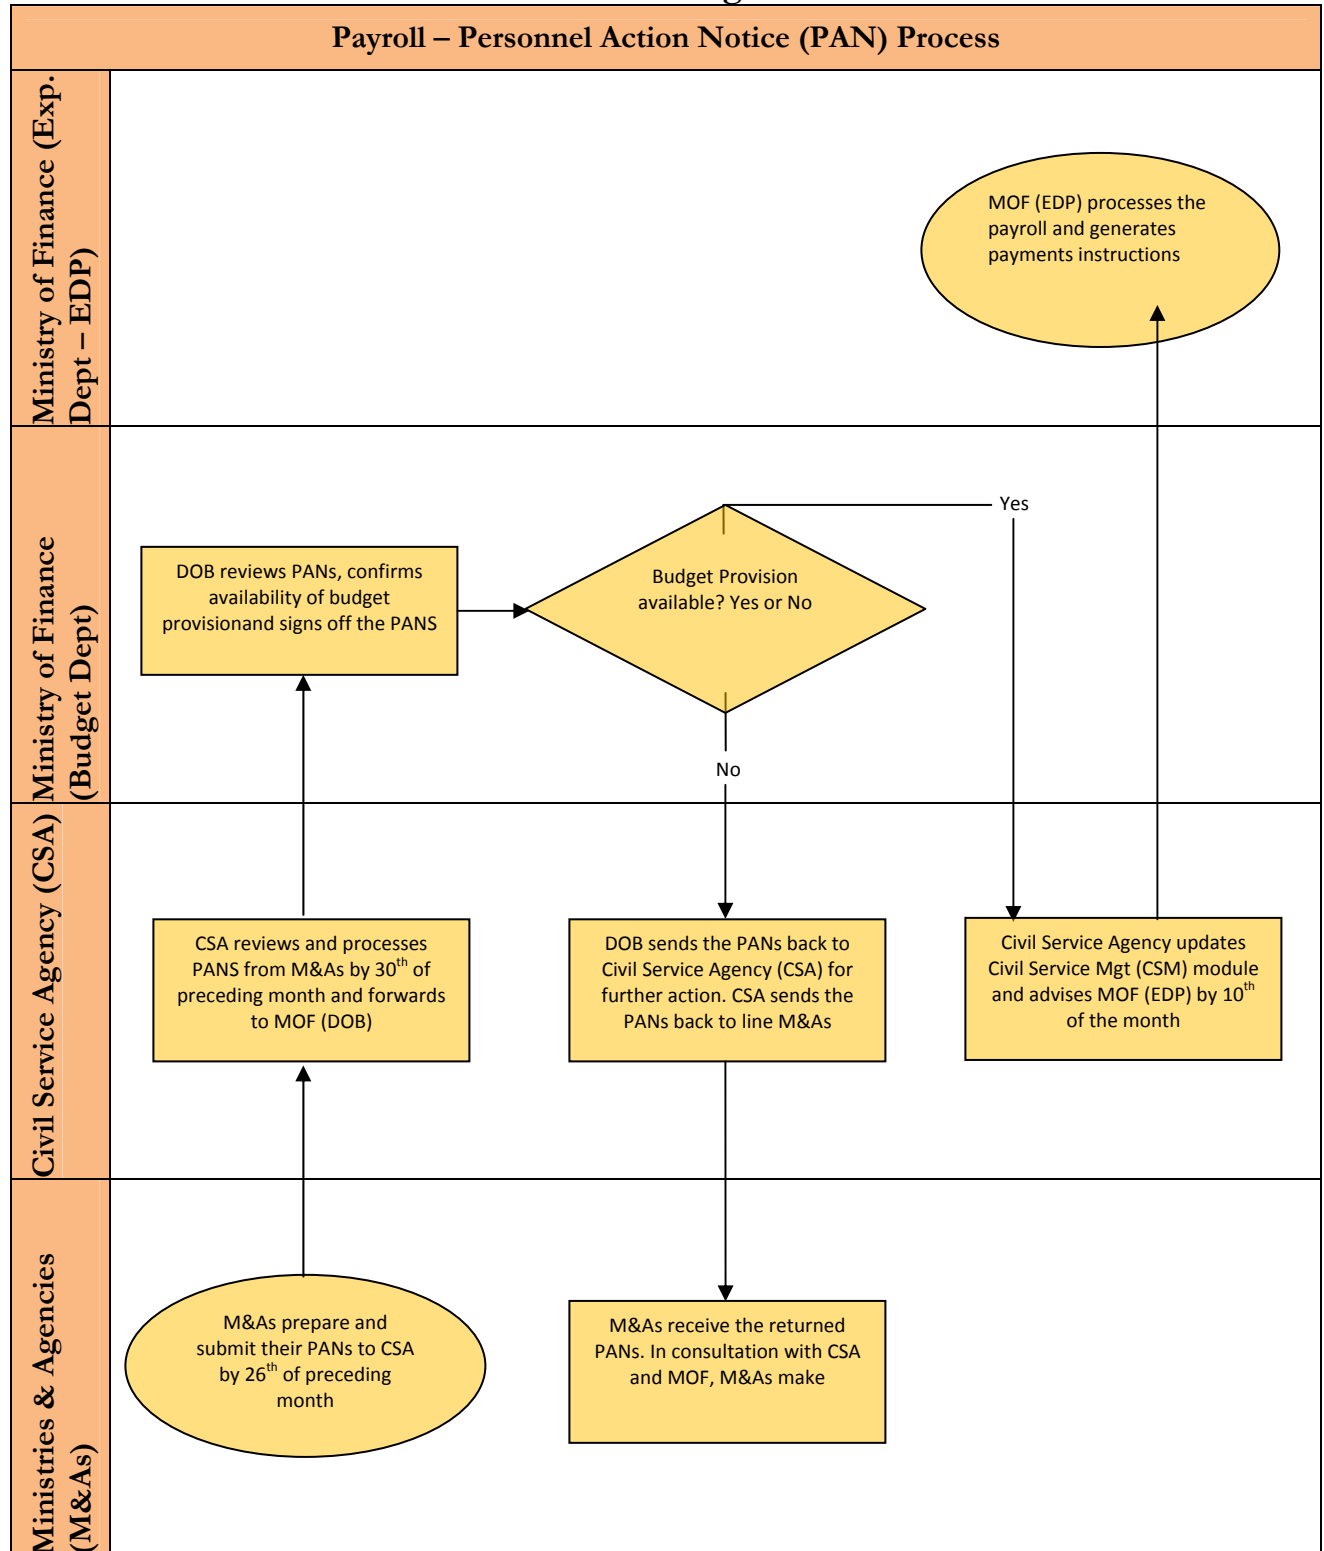 Payroll – Personnel Action Notice (PAN) Process
Ministry of Finance (Exp.
Dept – EDP)
MOF (EDP) processes the
payroll and generates
payments instructions
Ministry of Finance
(Budget Dept)
DOB reviews PANs, confirms
availability of budget
provisionand signs off the PANS
Budget Provision
available? Yes or No
Yes
No
Civil Service Agency (CSA)
CSA reviews and processes
PANS from M&As by 30th of
preceding month and forwards
to MOF (DOB)
DOB sends the PANs back to
Civil Service Agency (CSA) for
further action. CSA sends the
PANs back to line M&As
Civil Service Agency updates
Civil Service Mgt (CSM) module
and advises MOF (EDP) by 10th
of the month
Ministries & Agencies
(M&As)
M&As prepare and
submit their PANs to CSA
by 26th of preceding
month
M&As receive the returned
PANs. In consultation with CSA
and MOF, M&As make